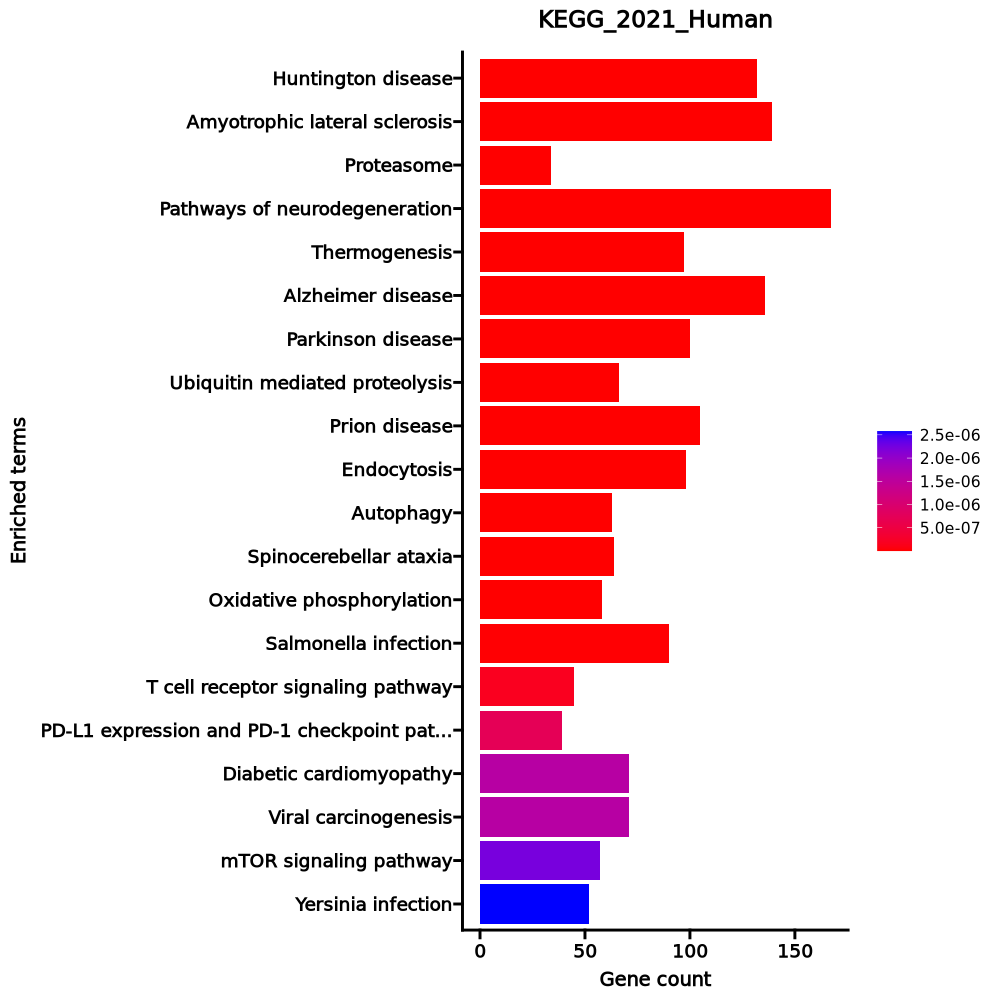 KEGG_2021_Human
Huntington disease
Amyotrophic lateral sclerosis
Proteasome
Pathways of neurodegeneration
Thermogenesis
Alzheimer disease
Parkinson disease
Ubiquitin mediated proteolysis
Prion disease
Endocytosis
Autophagy
Spinocerebellar ataxia
Oxidative phosphorylation
Salmonella infection
T cell receptor signaling pathway
PD-L1 expression and PD-1 checkpoint pat...
Diabetic cardiomyopathy
Viral carcinogenesis
mTOR signaling pathway
Yersinia infection
Enriched terms
0 50 100 150
Gene count
2.5e-06
2.0e-06
1.5e-06
1.0e-06
5.0e-07